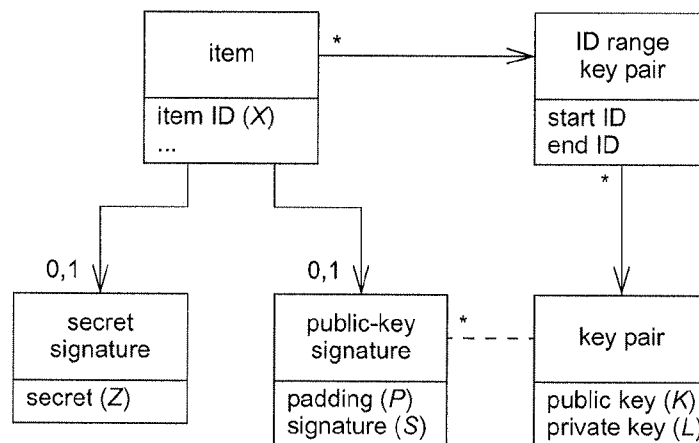 item
item ID (X)
...
*
ID range
key pair
start ID
end ID
*
0,1
0,1
secret
signature
secret (Z)
public-key
signature
padding (P)
signature (S)
*
key pair
public key (K)
private key (L)